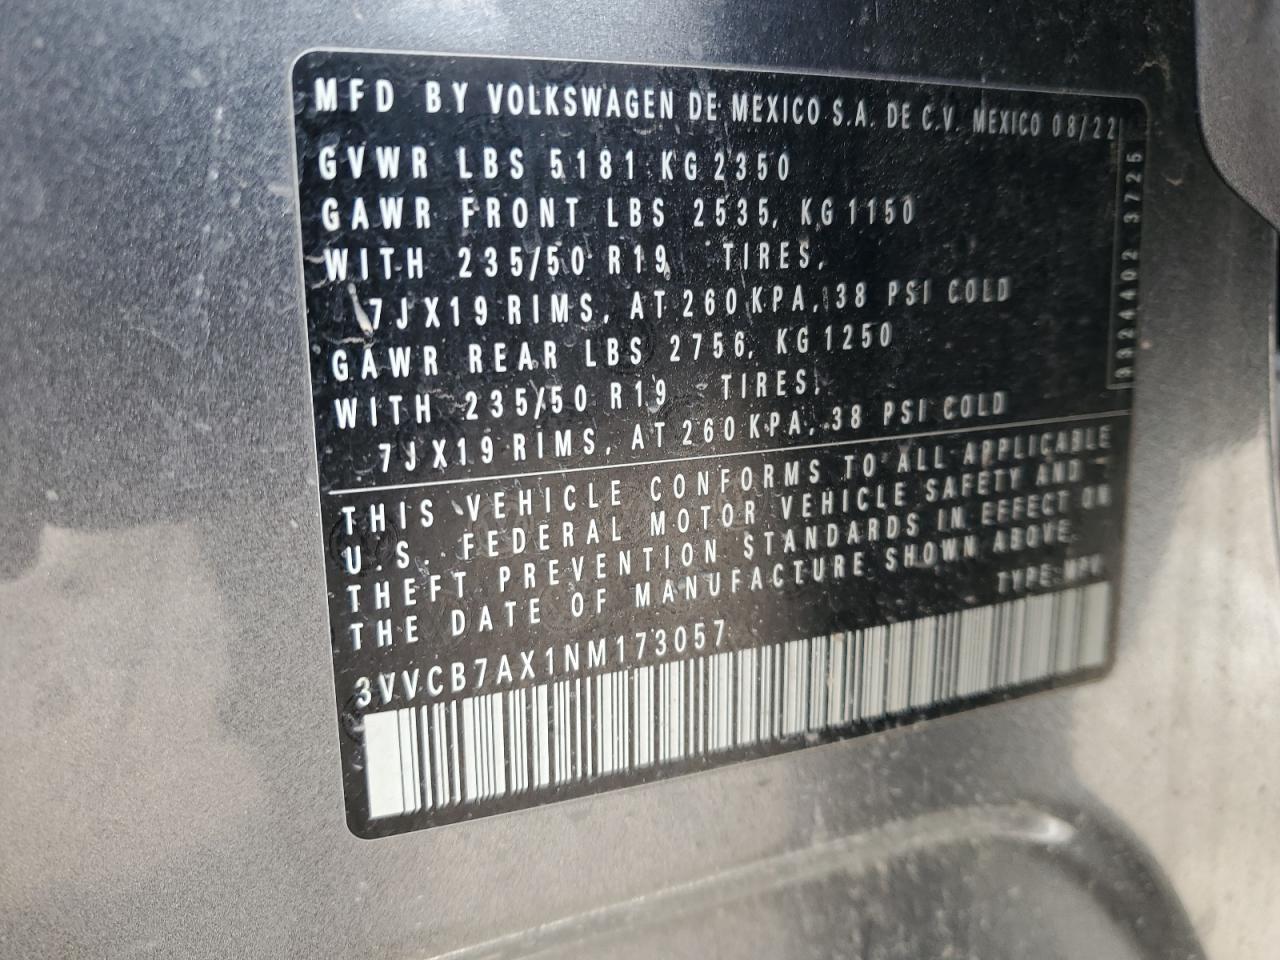 MFD BY VOLKSWAGEN DE MEXICO S.A. DE C.V. MEXICO 08/22
GVWR LBS 5181 KG 2350
GAWR FRONT LBS 2535, KG 1150
WITH 235/50 R19 TIRES,
7JX19 RIMS, AT 260 KPA, 38 PSI COLD
GAWR REAR LBS 2756, KG 1250
WITH 235/50 R19 TIRES,
7JX19 RIMS, AT 260 KPA, 38 PSI COLD
THIS VEHICLE CONFORMS TO ALL APPLICABLE
U.S. FEDERAL MOTOR VEHICLE SAFETY AND
THEFT PREVENTION STANDARDS IN EFFECT ON
THE DATE OF MANUFACTURE SHOWN ABOVE.
TYPE: MPV
3VVCB7AX1NM173057
3324402 3725